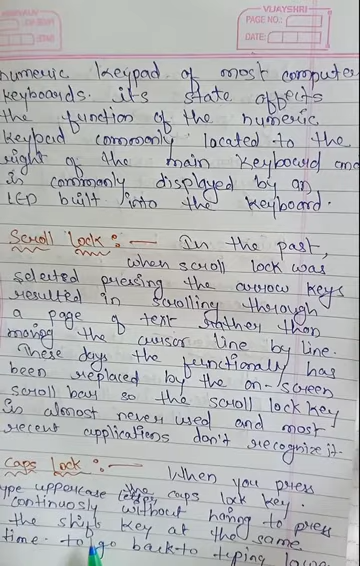 VIJAYSHRI
PAGE NO.:
DATE:
numeric keypad of most computer
keyboards. its state affects
the function of the numeric
keypad commonly located to the
right of the main keyboard and
is commonly displayed by an
LED built into the keyboard.
Scroll Lock :- In the past,
when scroll lock was
selected pressing the arrow keys
resulted in scrolling through
a page of text rather than
moving the cursor line by line.
These days the functionaly has
been replaced by the on-screen
scroll bar so the scroll lock key
is almost never used and most
recent applications don't recognize it.
Caps Lock :- When you press
the caps lock key.
ype uppercase
continuosly without having to press
the shift key at the same
time. to go back to typing